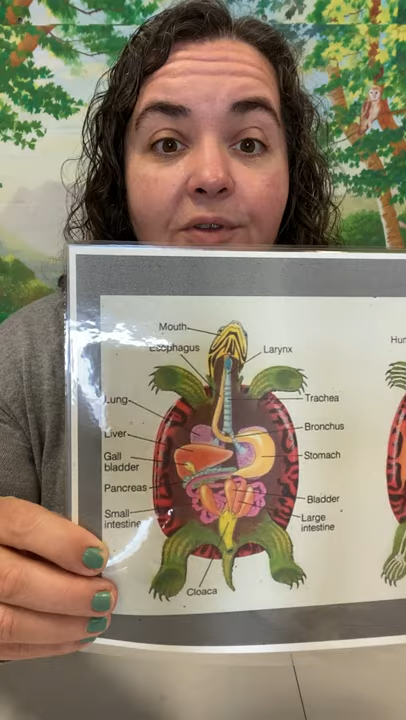 Mouth
Esophagus
Larynx
Lung
Trachea
Liver
Bronchus
Gall
bladder
Stomach
Pancreas
Bladder
Small
intestine
Large
intestine
Cloaca